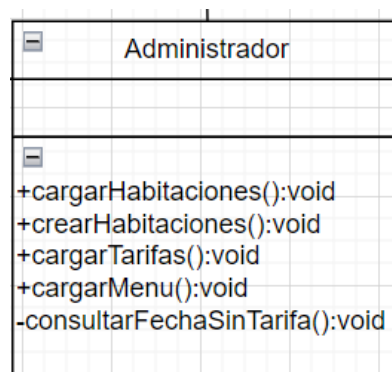 Administrador
+cargarHabitaciones():void
+crearHabitaciones():void
+cargarTarifas():void
+cargarMenu():void
-consultarFechaSinTarifa():void